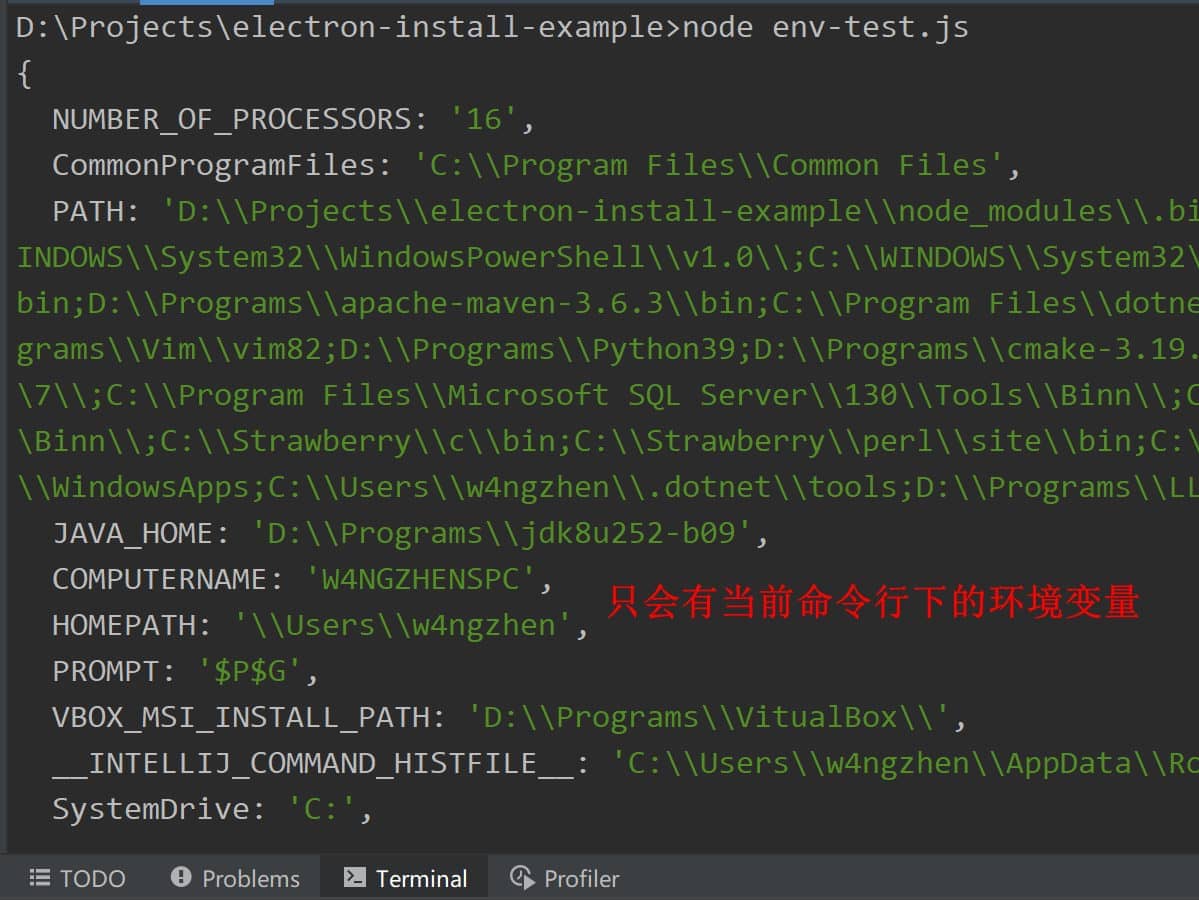 D:\Projects\electron-install-example>node env-test.js
{
NUMBER_OF_PROCESSORS: '16',
CommonProgramFiles: 'C:\\Program Files\\Common Files',
PATH: 'D:\\Projects\\electron-install-example\\node_modules\\.bi
INDOWS\\System32\\WindowsPowerShell\\v1.0\\;C:\\WINDOWS\\System32\
bin;D:\\Programs\\apache-maven-3.6.3\\bin;C:\\Program Files\\dotne
grams\\Vim\\vim82;D:\\Programs\\Python39;D:\\Programs\\cmake-3.19.
\7\\;C:\\Program Files\\Microsoft SQL Server\\130\\Tools\\Binn\\;C
\Binn\\;C:\\Strawberry\\c\\bin;C:\\Strawberry\\perl\\site\\bin;C:\
\\WindowsApps;C:\\Users\\w4ngzhen\\.dotnet\\tools;D:\\Programs\\LL
JAVA_HOME: 'D:\\Programs\\jdk8u252-b09',
COMPUTERNAME: 'W4NGZHENSPC',
只会有当前命令行下的环境变量
HOMEPATH: '\\Users\\w4ngzhen',
PROMPT: '$P$G',
VBOX_MSI_INSTALL_PATH: 'D:\\Programs\\VitualBox\\',
__INTELLIJ_COMMAND_HISTFILE__: 'C:\\Users\\w4ngzhen\\AppData\\Ro
SystemDrive: 'C:',
TODO Problems Terminal Profiler